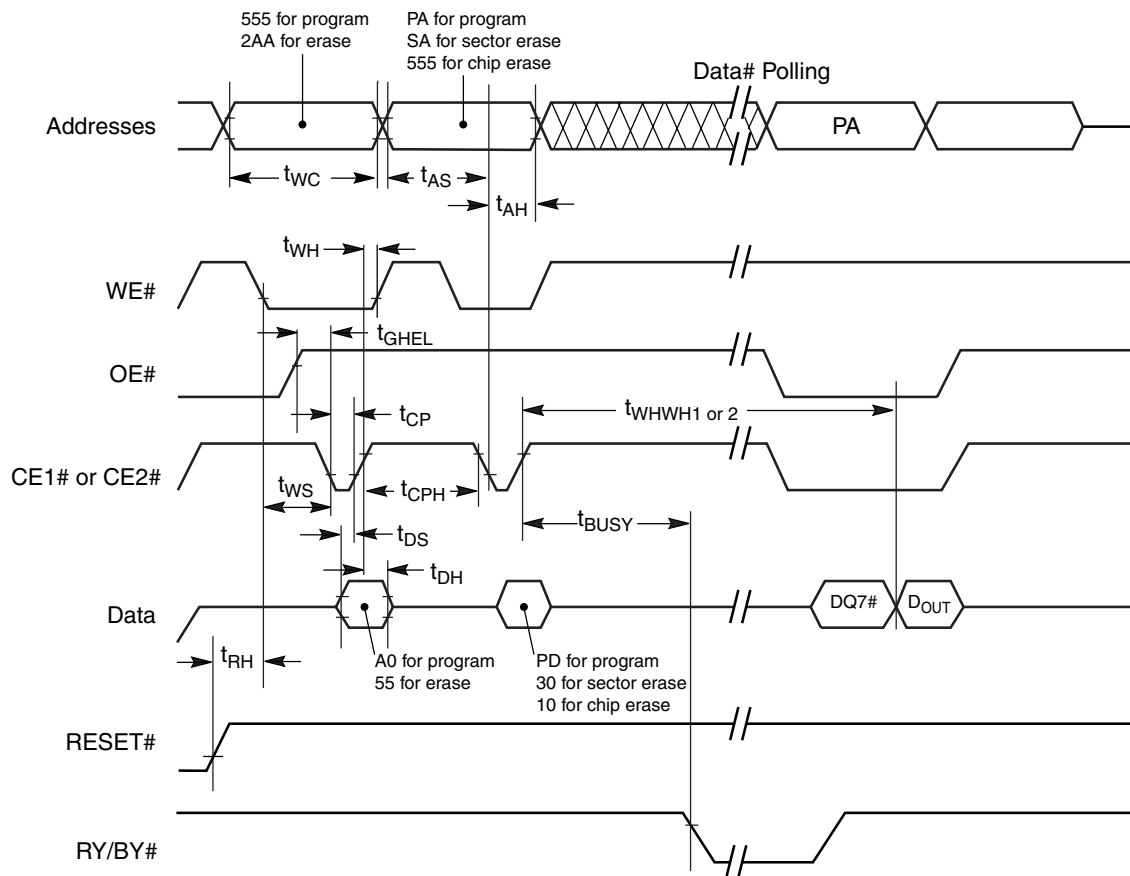 555 for program
2AA for erase
PA for program
SA for sector erase
555 for chip erase
Data# Polling
Addresses
PA
tWC
tAS
tAH
tWH
WE#
tGHEL
OE#
tWHWH1 or 2
tCP
CE1# or CE2#
tWS
tCPH
tBUSY
tDS
tDH
Data
DQ7#
DOUT
tRH
A0 for program
55 for erase
PD for program
30 for sector erase
10 for chip erase
RESET#
RY/BY#